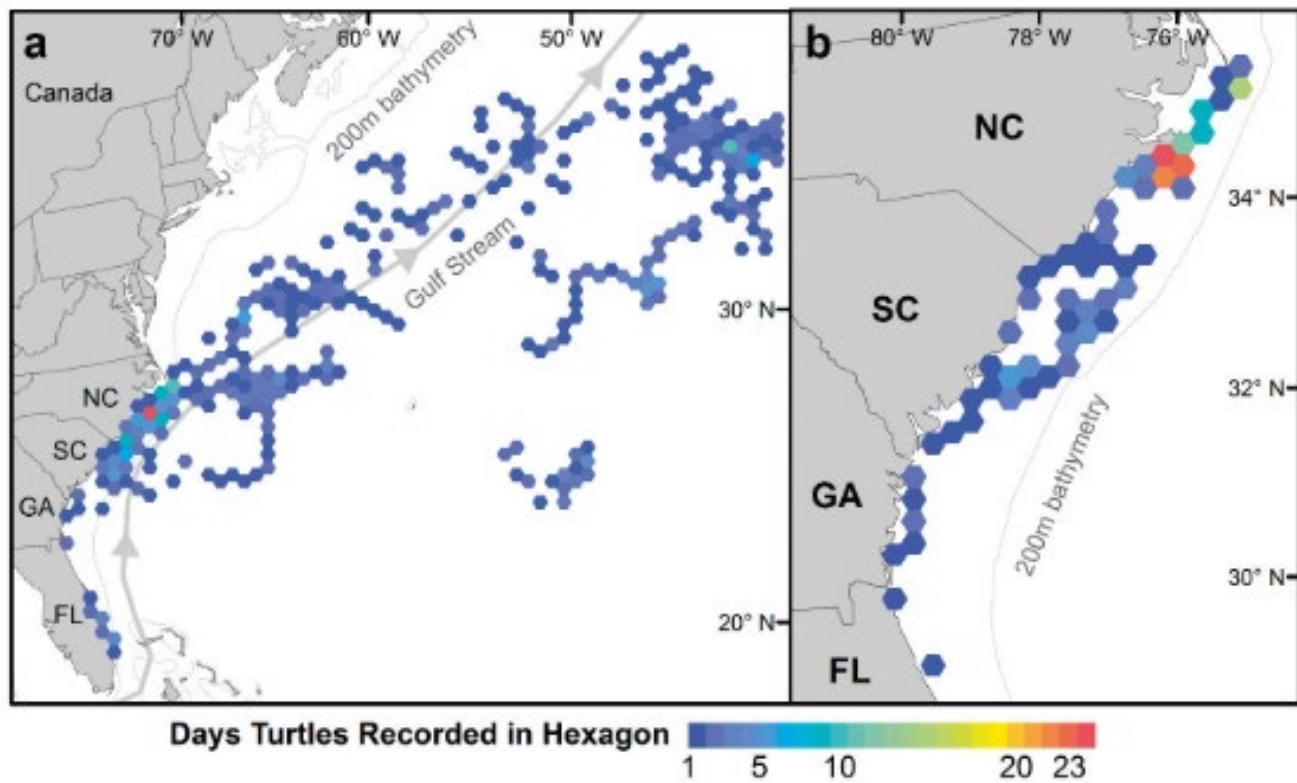 a
70° W
60° W
50° W
Canada
200m bathymetry
Gulf Stream
30° N
NC
SC
GA
FL
20° N
b
80° W
78° W
76° W
NC
34° N
SC
32° N
GA
200m bathymetry
30° N
FL
Days Turtles Recorded in Hexagon
1 5 10 20 23